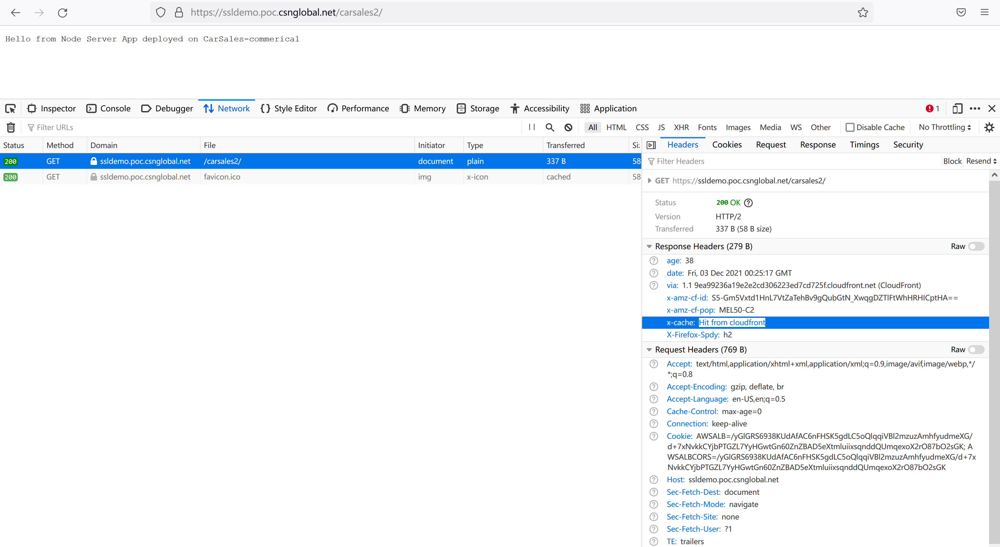 https://ssldemo.poc.csnglobal.net/carsales2/
Hello from Node Server App deployed on CarSales-commerical
Inspector Console Debugger Network Style Editor Performance Memory Storage Accessibility Application 1
Filter URLs All HTML CSS JS XHR Fonts Images Media WS Other Disable Cache No Throttling
Status Method Domain File Initiator Type Transferred Siz
200 GET ssldemo.poc.csnglobal.net /carsales2/ document plain 337 B 58
200 GET ssldemo.poc.csnglobal.net favicon.ico img x-icon cached 58
Headers Cookies Request Response Timings Security
Filter Headers Block Resend
GET https://ssldemo.poc.csnglobal.net/carsales2/
Status 200 OK
Version HTTP/2
Transferred 337 B (58 B size)
Response Headers (279 B) Raw
age: 38
date: Fri, 03 Dec 2021 00:25:17 GMT
via: 1.1 9ea99236a19e2e2cd306223ed7cd725f.cloudfront.net (CloudFront)
x-amz-cf-id: S5-Gm5Vxtd1HnL7VtZaTehBv9gQubGtN_XwqgDZTlFtWhHRHICptHA==
x-amz-cf-pop: MEL50-C2
x-cache: Hit from cloudfront
X-Firefox-Spdy: h2
Request Headers (769 B) Raw
Accept: text/html,application/xhtml+xml,application/xml;q=0.9,image/avif,image/webp,*/
*;q=0.8
Accept-Encoding: gzip, deflate, br
Accept-Language: en-US,en;q=0.5
Cache-Control: max-age=0
Connection: keep-alive
Cookie: AWSALB=/yGlGRS6938KUdAfAC6nFHSK5gdLC5oQlqqiVBl2mzuzAmhfyudmeXG/
d+7xNvkkCYjbPTGZL7YyHGwtGn60ZnZBAD5eXtmluiixsqnddQUmqexoX2rO87bO2sGK; A
WSALBCORS=/yGlGRS6938KUdAfAC6nFHSK5gdLC5oQlqqiVBl2mzuzAmhfyudmeXG/d+7x
NvkkCYjbPTGZL7YyHGwtGn60ZnZBAD5eXtmluiixsqnddQUmqexoX2rO87bO2sGK
Host: ssldemo.poc.csnglobal.net
Sec-Fetch-Dest: document
Sec-Fetch-Mode: navigate
Sec-Fetch-Site: none
Sec-Fetch-User: ?1
TE: trailers